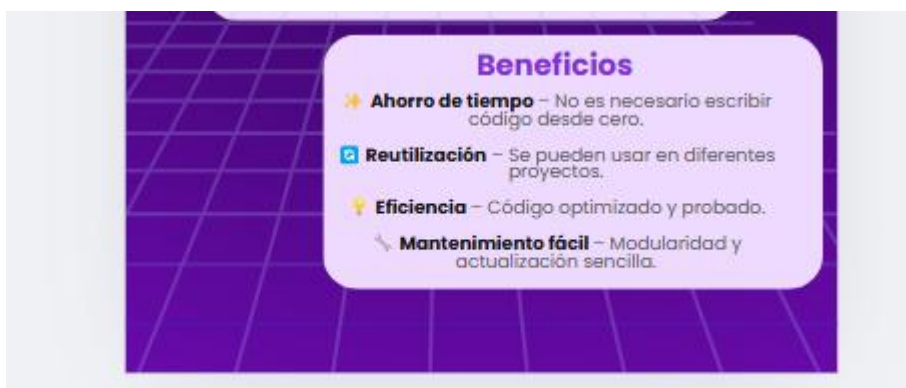 Beneficios
✨ Ahorro de tiempo – No es necesario escribir
código desde cero.
🔄 Reutilización – Se pueden usar en diferentes
proyectos.
💡 Eficiencia – Código optimizado y probado.
🔧 Mantenimiento fácil – Modularidad y
actualización sencilla.